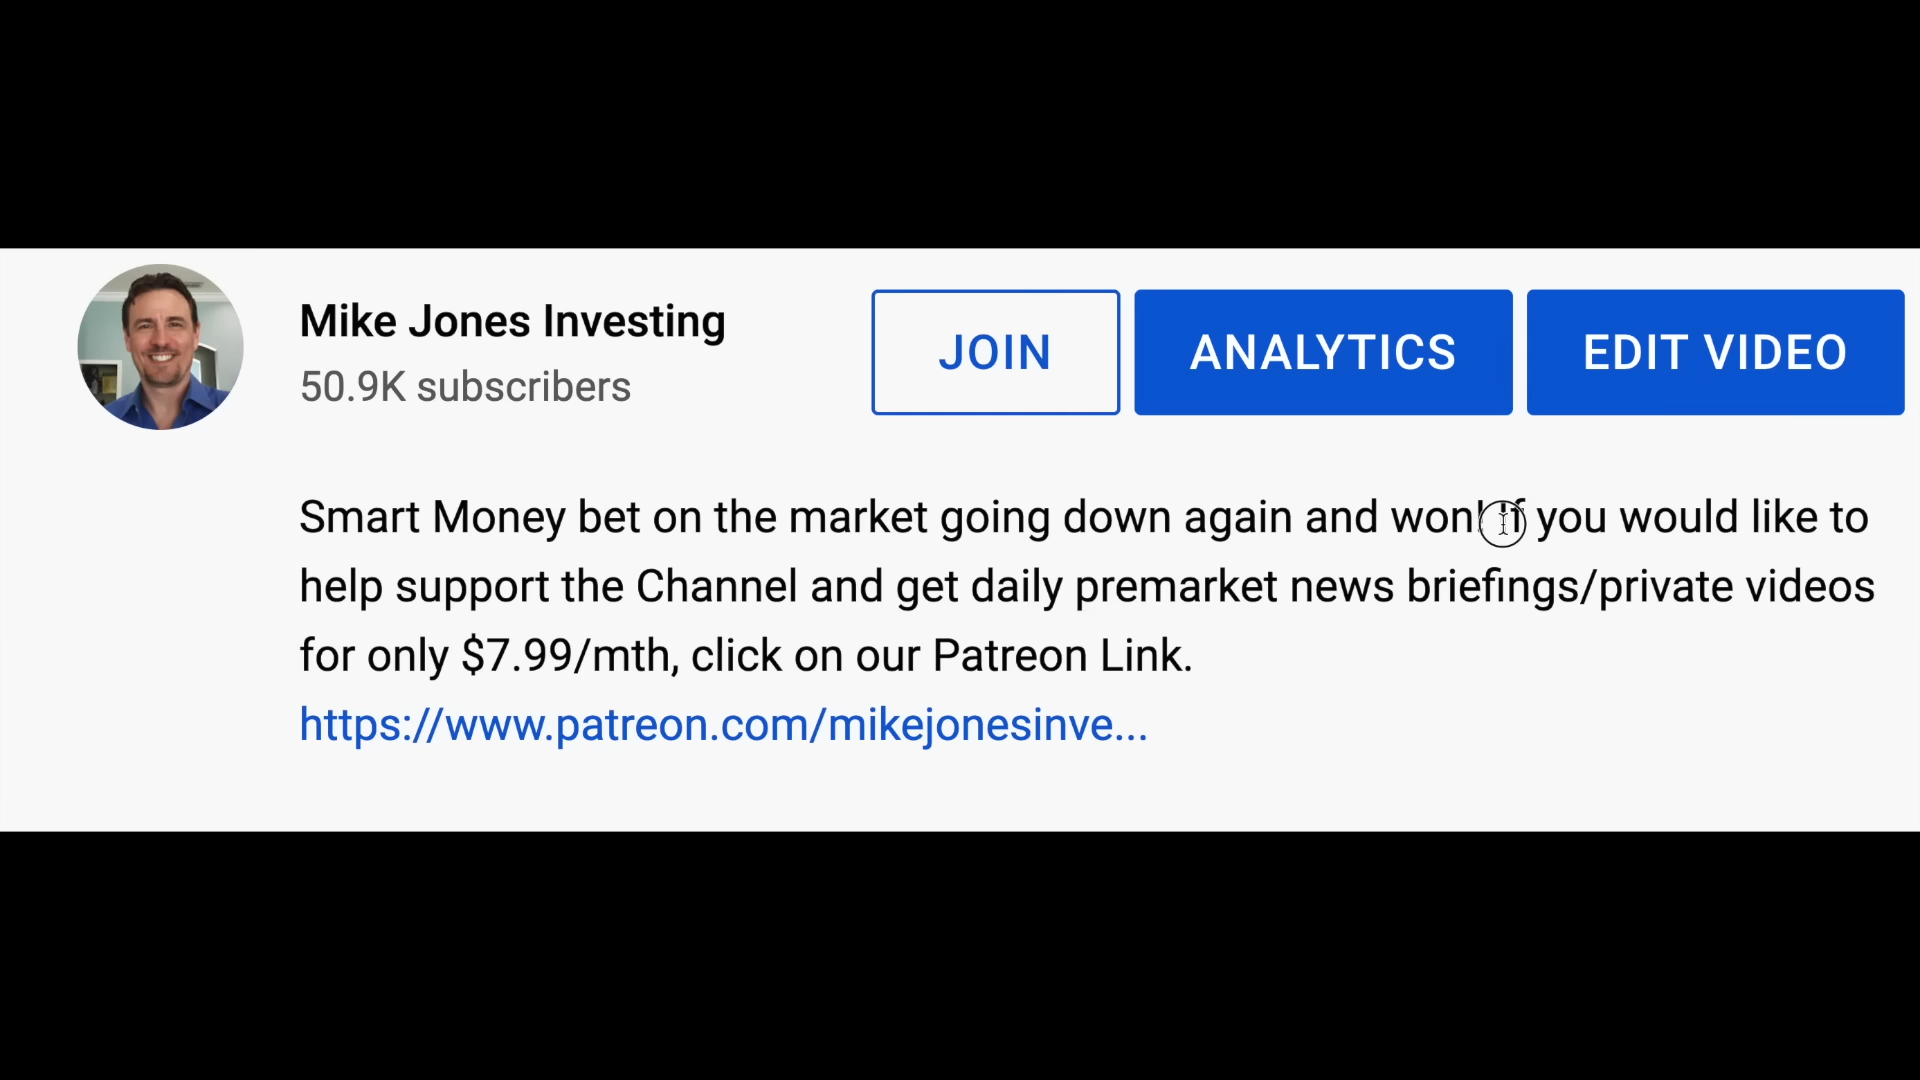 Mike Jones Investing
50.9K subscribers
JOIN
ANALYTICS
EDIT VIDEO
Smart Money bet on the market going down again and won! If you would like to
help support the Channel and get daily premarket news briefings/private videos
for only $7.99/mth, click on our Patreon Link.
https://www.patreon.com/mikejonesinve...